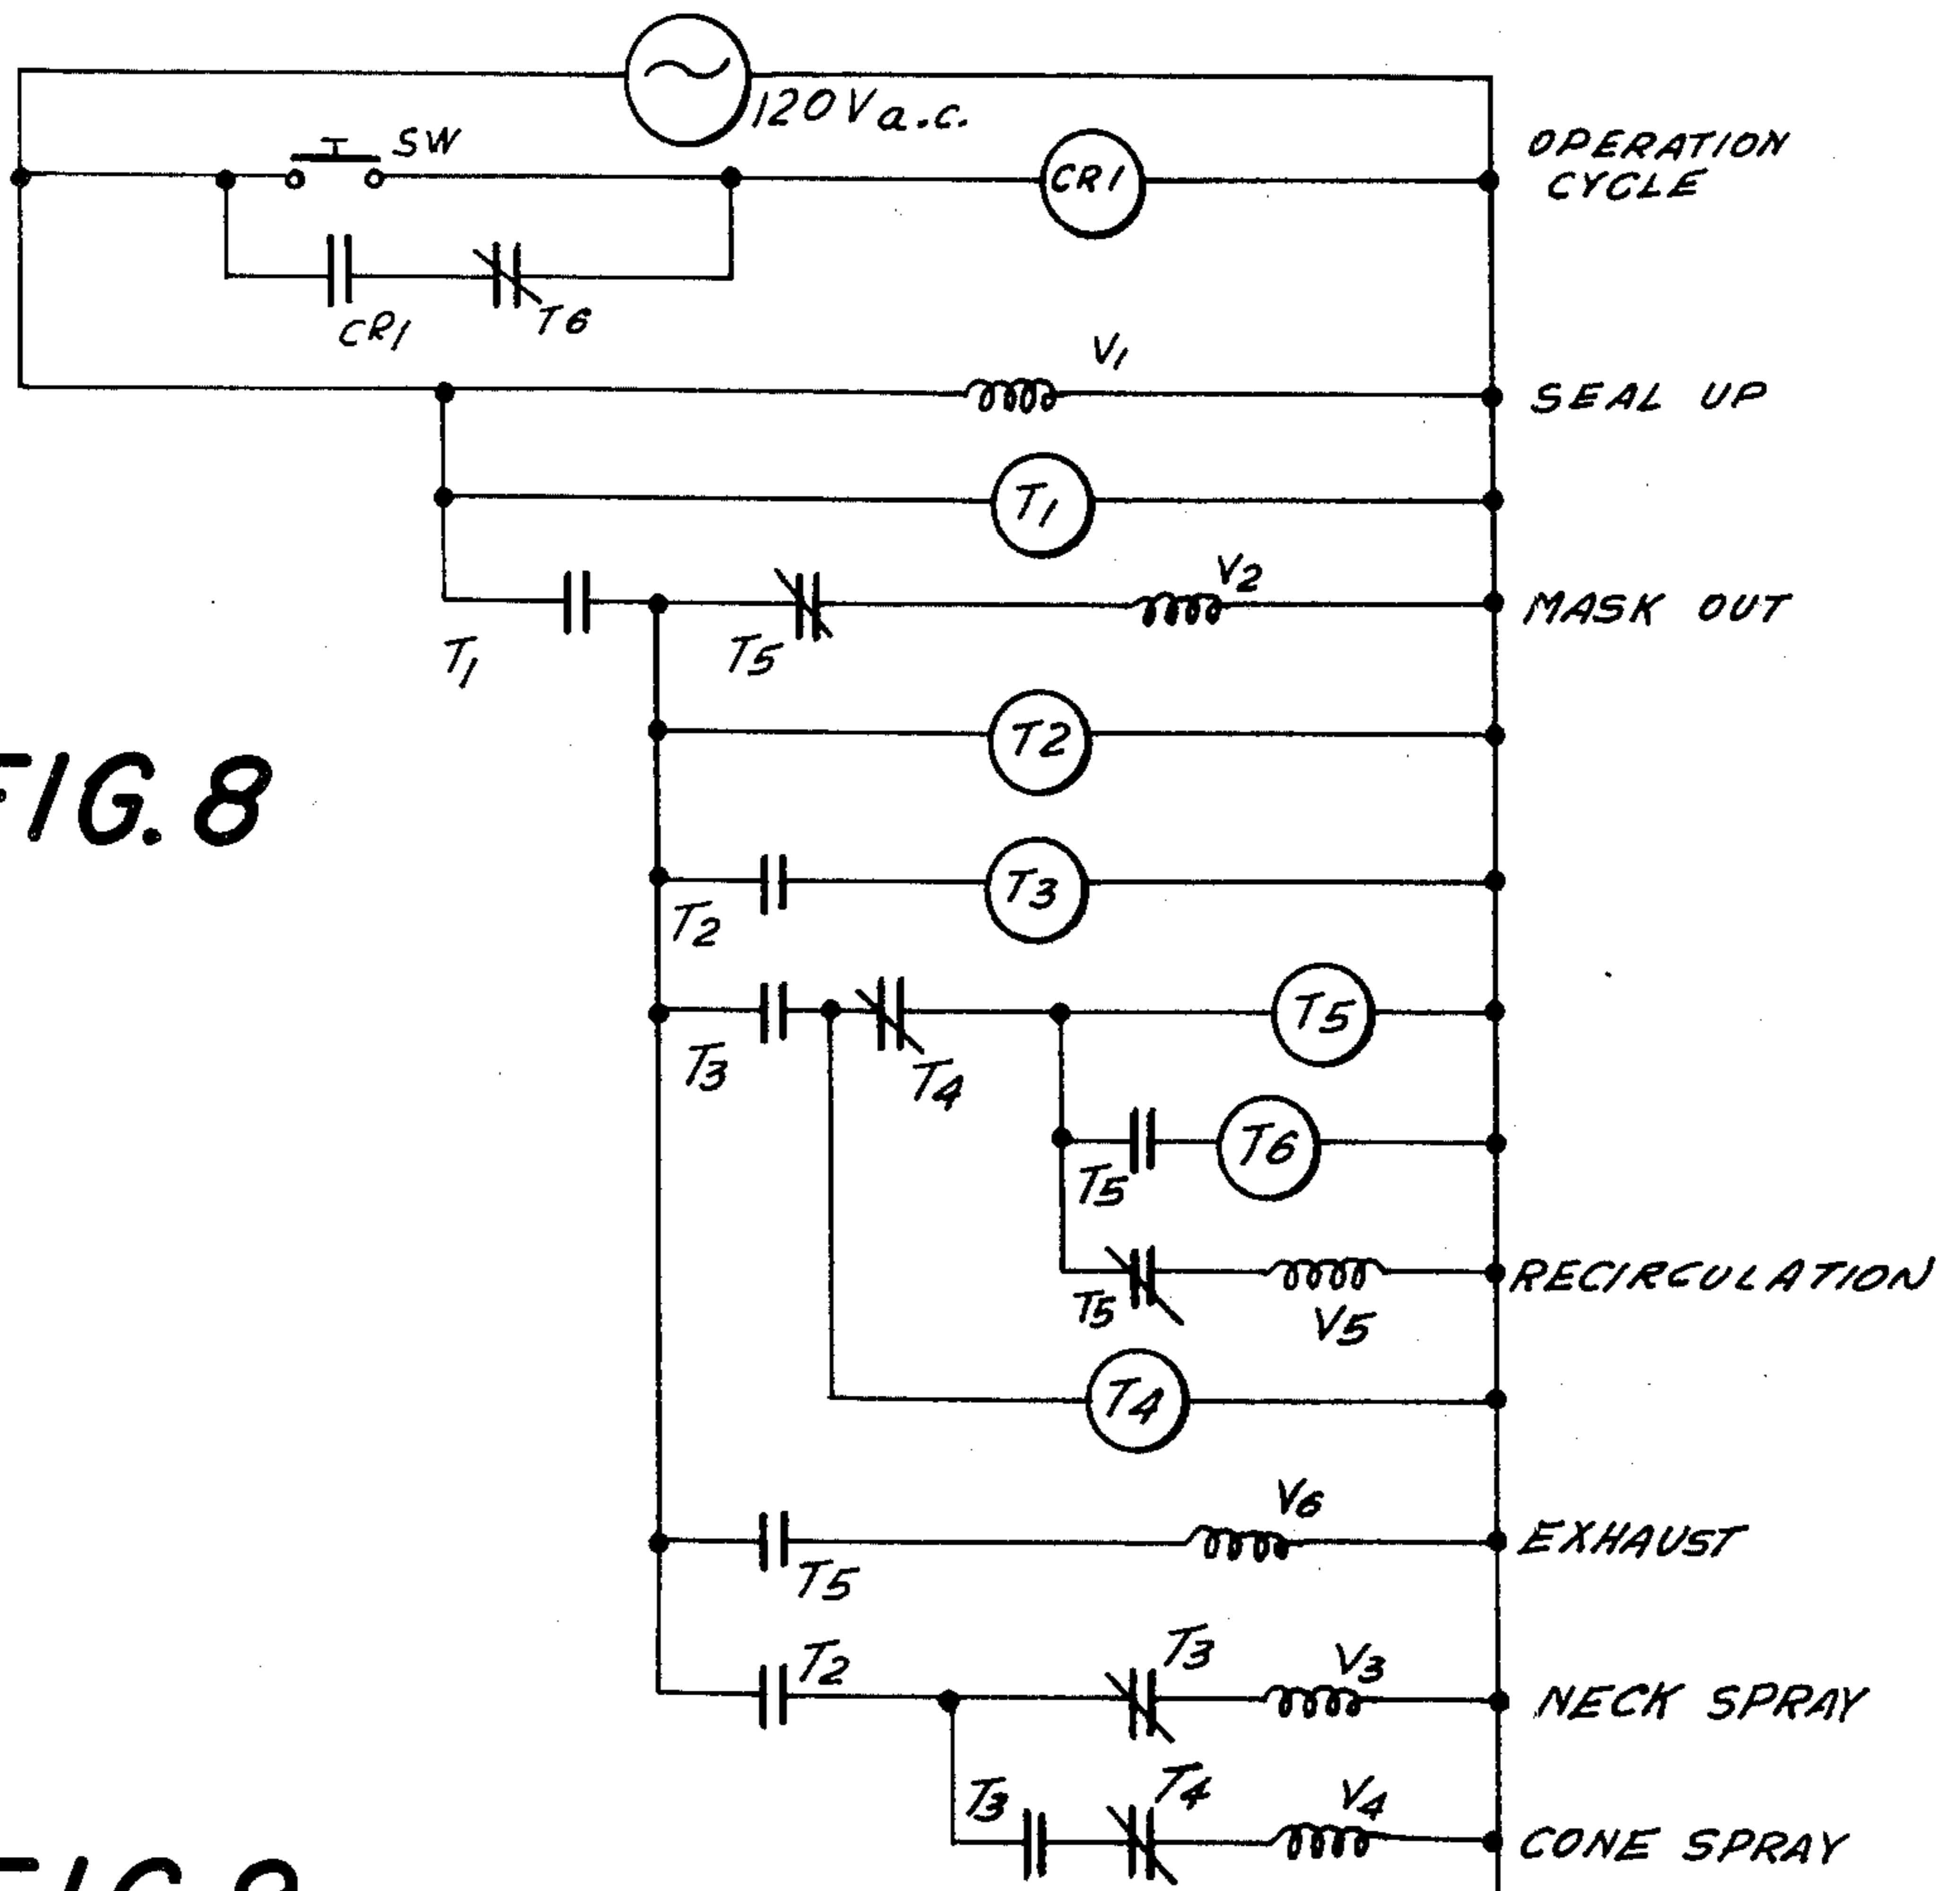 120V a.c.
SW
OPERATION
CYCLE
CR1
CR1
T6
V1
SEAL UP
T1
V2
MASK OUT
T1
T5
T2
FIG. 8
T3
T2
T5
T3
T4
T6
T5
RECIRCULATION
T5
V5
T4
V6
EXHAUST
T5
T2
T3
V3
NECK SPRAY
T3
T4
V4
CONE SPRAY